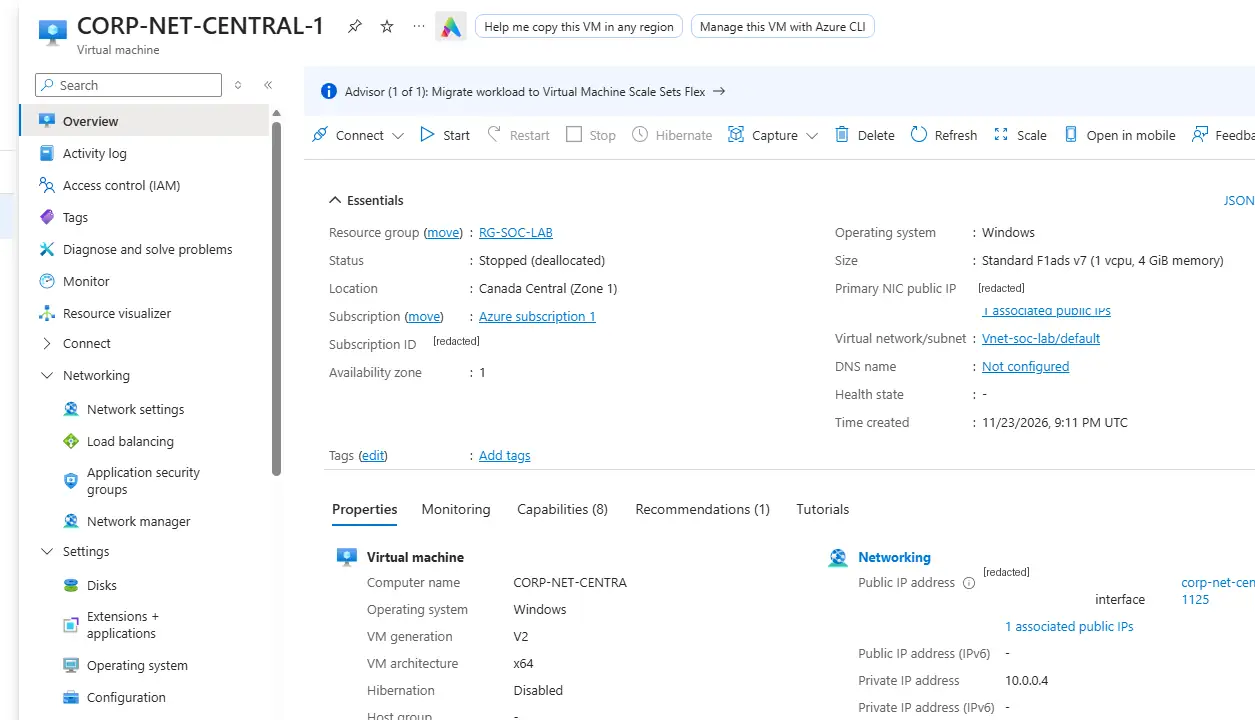 CORP-NET-CENTRAL-1
Help me copy this VM in any region
Manage this VM with Azure CLI
Virtual machine
Search
Overview
Activity log
Access control (IAM)
Tags
Diagnose and solve problems
Monitor
Resource visualizer
Connect
Networking
Network settings
Load balancing
Application security
groups
Network manager
Settings
Disks
Extensions +
applications
Operating system
Configuration
Advisor (1 of 1): Migrate workload to Virtual Machine Scale Sets Flex →
Connect Start Restart Stop Hibernate Capture Delete Refresh Scale Open in mobile Feedba
Essentials
JSON
Resource group (move) : RG-SOC-LAB
Status : Stopped (deallocated)
Location : Canada Central (Zone 1)
Subscription (move) : Azure subscription 1
Subscription ID [redacted]
Availability zone : 1
Operating system : Windows
Size : Standard F1ads v7 (1 vcpu, 4 GiB memory)
Primary NIC public IP [redacted]
1 associated public IPs
Virtual network/subnet : Vnet-soc-lab/default
DNS name : Not configured
Health state : -
Time created : 11/23/2026, 9:11 PM UTC
Tags (edit) : Add tags
Properties Monitoring Capabilities (8) Recommendations (1) Tutorials
Virtual machine
Computer name CORP-NET-CENTRA
Operating system Windows
VM generation V2
VM architecture x64
Hibernation Disabled
Host group -
Networking
Public IP address [redacted]
interface
corp-net-cen
1125
1 associated public IPs
Public IP address (IPv6) -
Private IP address 10.0.0.4
Private IP address (IPv6) -